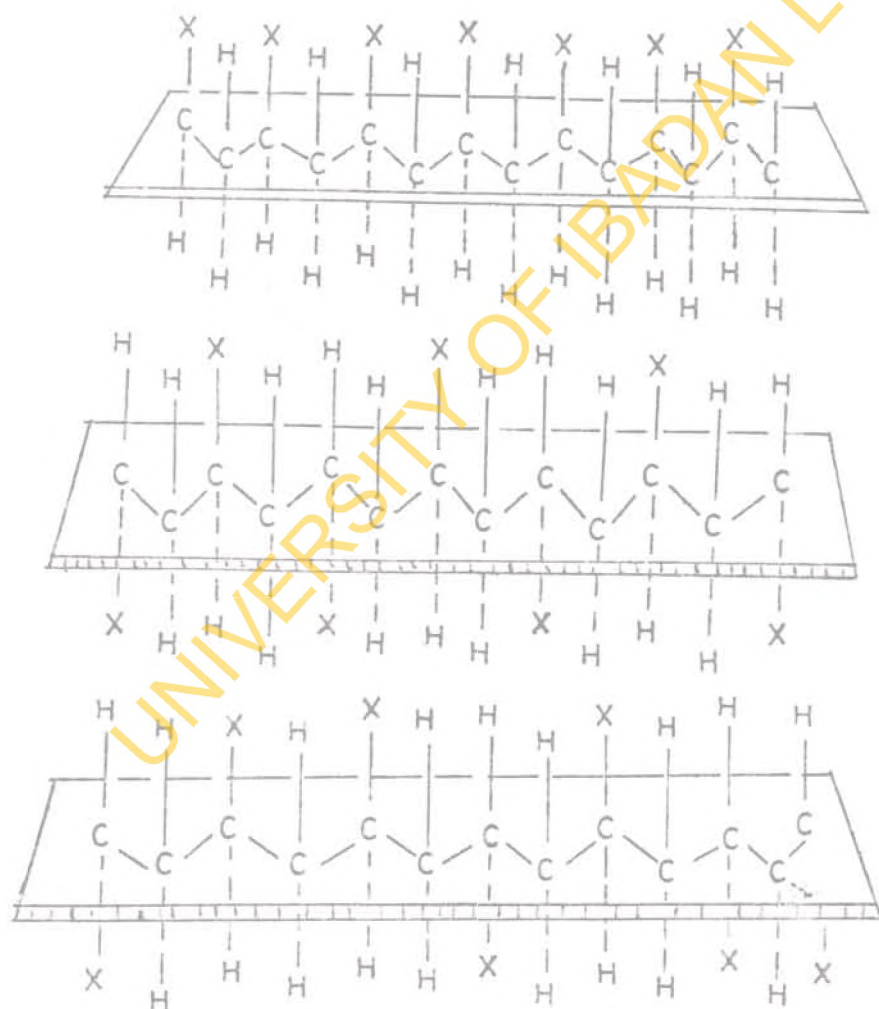 X H X H X H X H X H X H X H
C C C C C C C C C C C C C C
H H H H H H H H H H H H H H
H H X H H H X H H H X H H
C C C C C C C C C C C C C
X H H H X H H H X H H H X
H H X H X H H H X H H H
C C C C C C C C C C C C C
X H H H H H X H H H X H X
UNIVERSITY OF IBADAN L